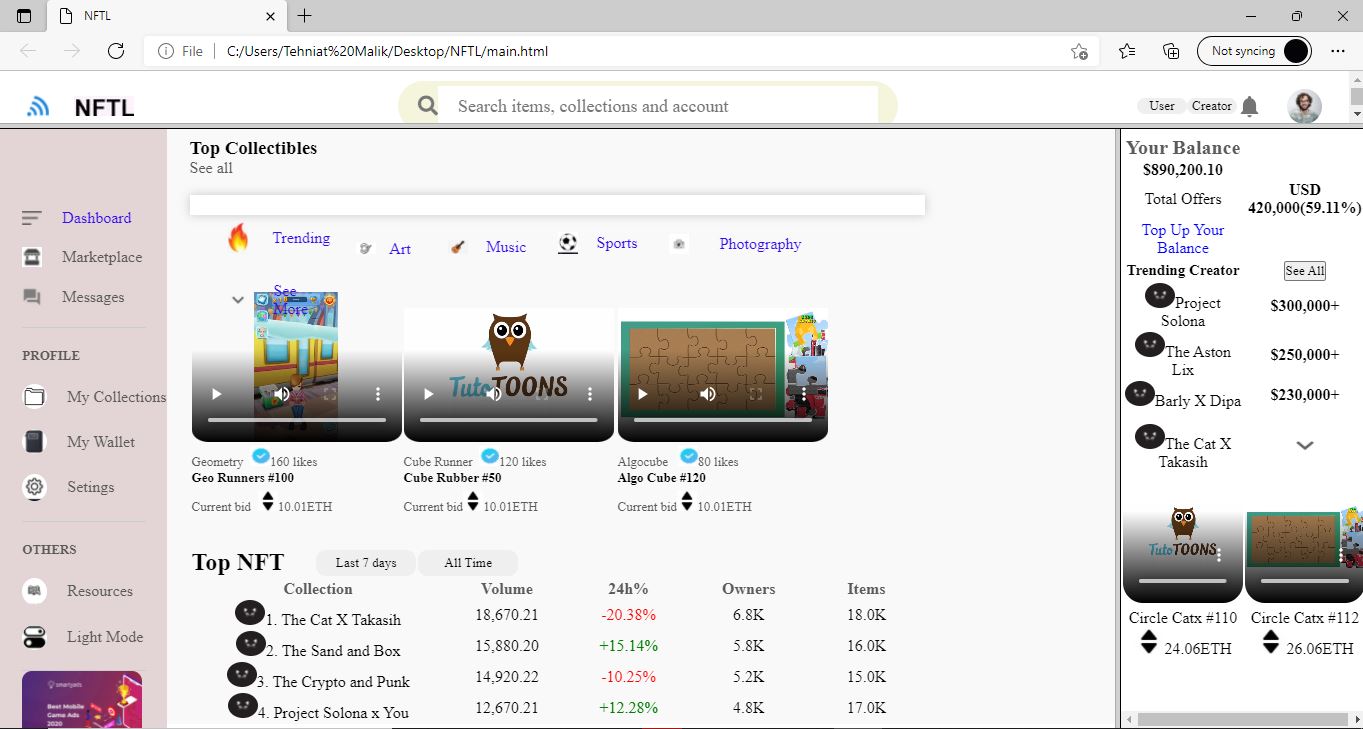 NFTL
Not syncing
File
C:/Users/Tehniat%20Malik/Desktop/NFTL/main.html
NFTL
Search items, collections and account
User
Creator
Dashboard
Marketplace
Messages
PROFILE
My Collections
My Wallet
Setings
OTHERS
Resources
Light Mode
smartyads
Best Mobile
Game Ads
2020
Top Collectibles
See all
Trending
Art
Music
Sports
Photography
See
More
TutoTOONS
Geometry 160 likes
Geo Runners #100
Current bid 10.01ETH
Cube Runner 120 likes
Cube Rubber #50
Current bid 10.01ETH
Algocube 80 likes
Algo Cube #120
Current bid 10.01ETH
Top NFT Last 7 days All Time
Collection Volume 24h% Owners Items
1. The Cat X Takasih 18,670.21 -20.38% 6.8K 18.0K
2. The Sand and Box 15,880.20 +15.14% 5.8K 16.0K
3. The Crypto and Punk 14,920.22 -10.25% 5.2K 15.0K
4. Project Solona x You 12,670.21 +12.28% 4.8K 17.0K
Your Balance
$890,200.10
Total Offers
USD
420,000(59.11%)
Top Up Your
Balance
Trending Creator See All
Project
Solona
$300,000+
The Aston
Lix
$250,000+
Barly X Dipa $230,000+
The Cat X
Takasih
TutoTOONS
Circle Catx #110
24.06ETH
Circle Catx #112
26.06ETH